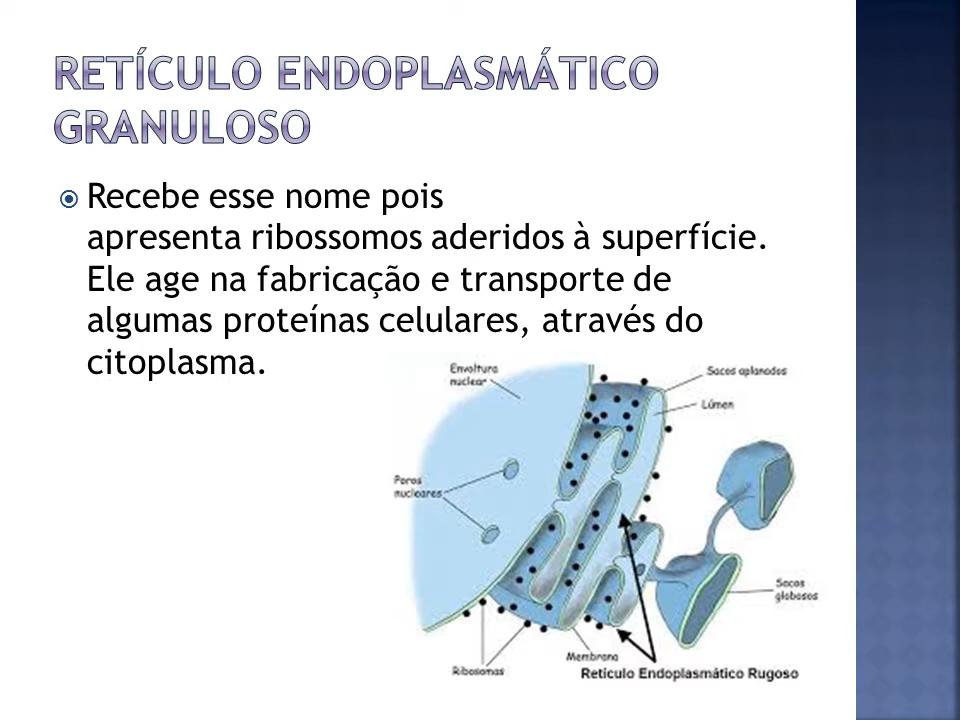 RETÍCULO ENDOPLASMÁTICO
GRANULOSO
Recebe esse nome pois
apresenta ribossomos aderidos à superfície.
Ele age na fabricação e transporte de
algumas proteínas celulares, através do
citoplasma.
Envoltura
nuclear
Sacos aplanados
Lúmen
Poros
nucleares
Sacos
globosos
Membrana
Ribosomas
Retículo Endoplasmático Rugoso